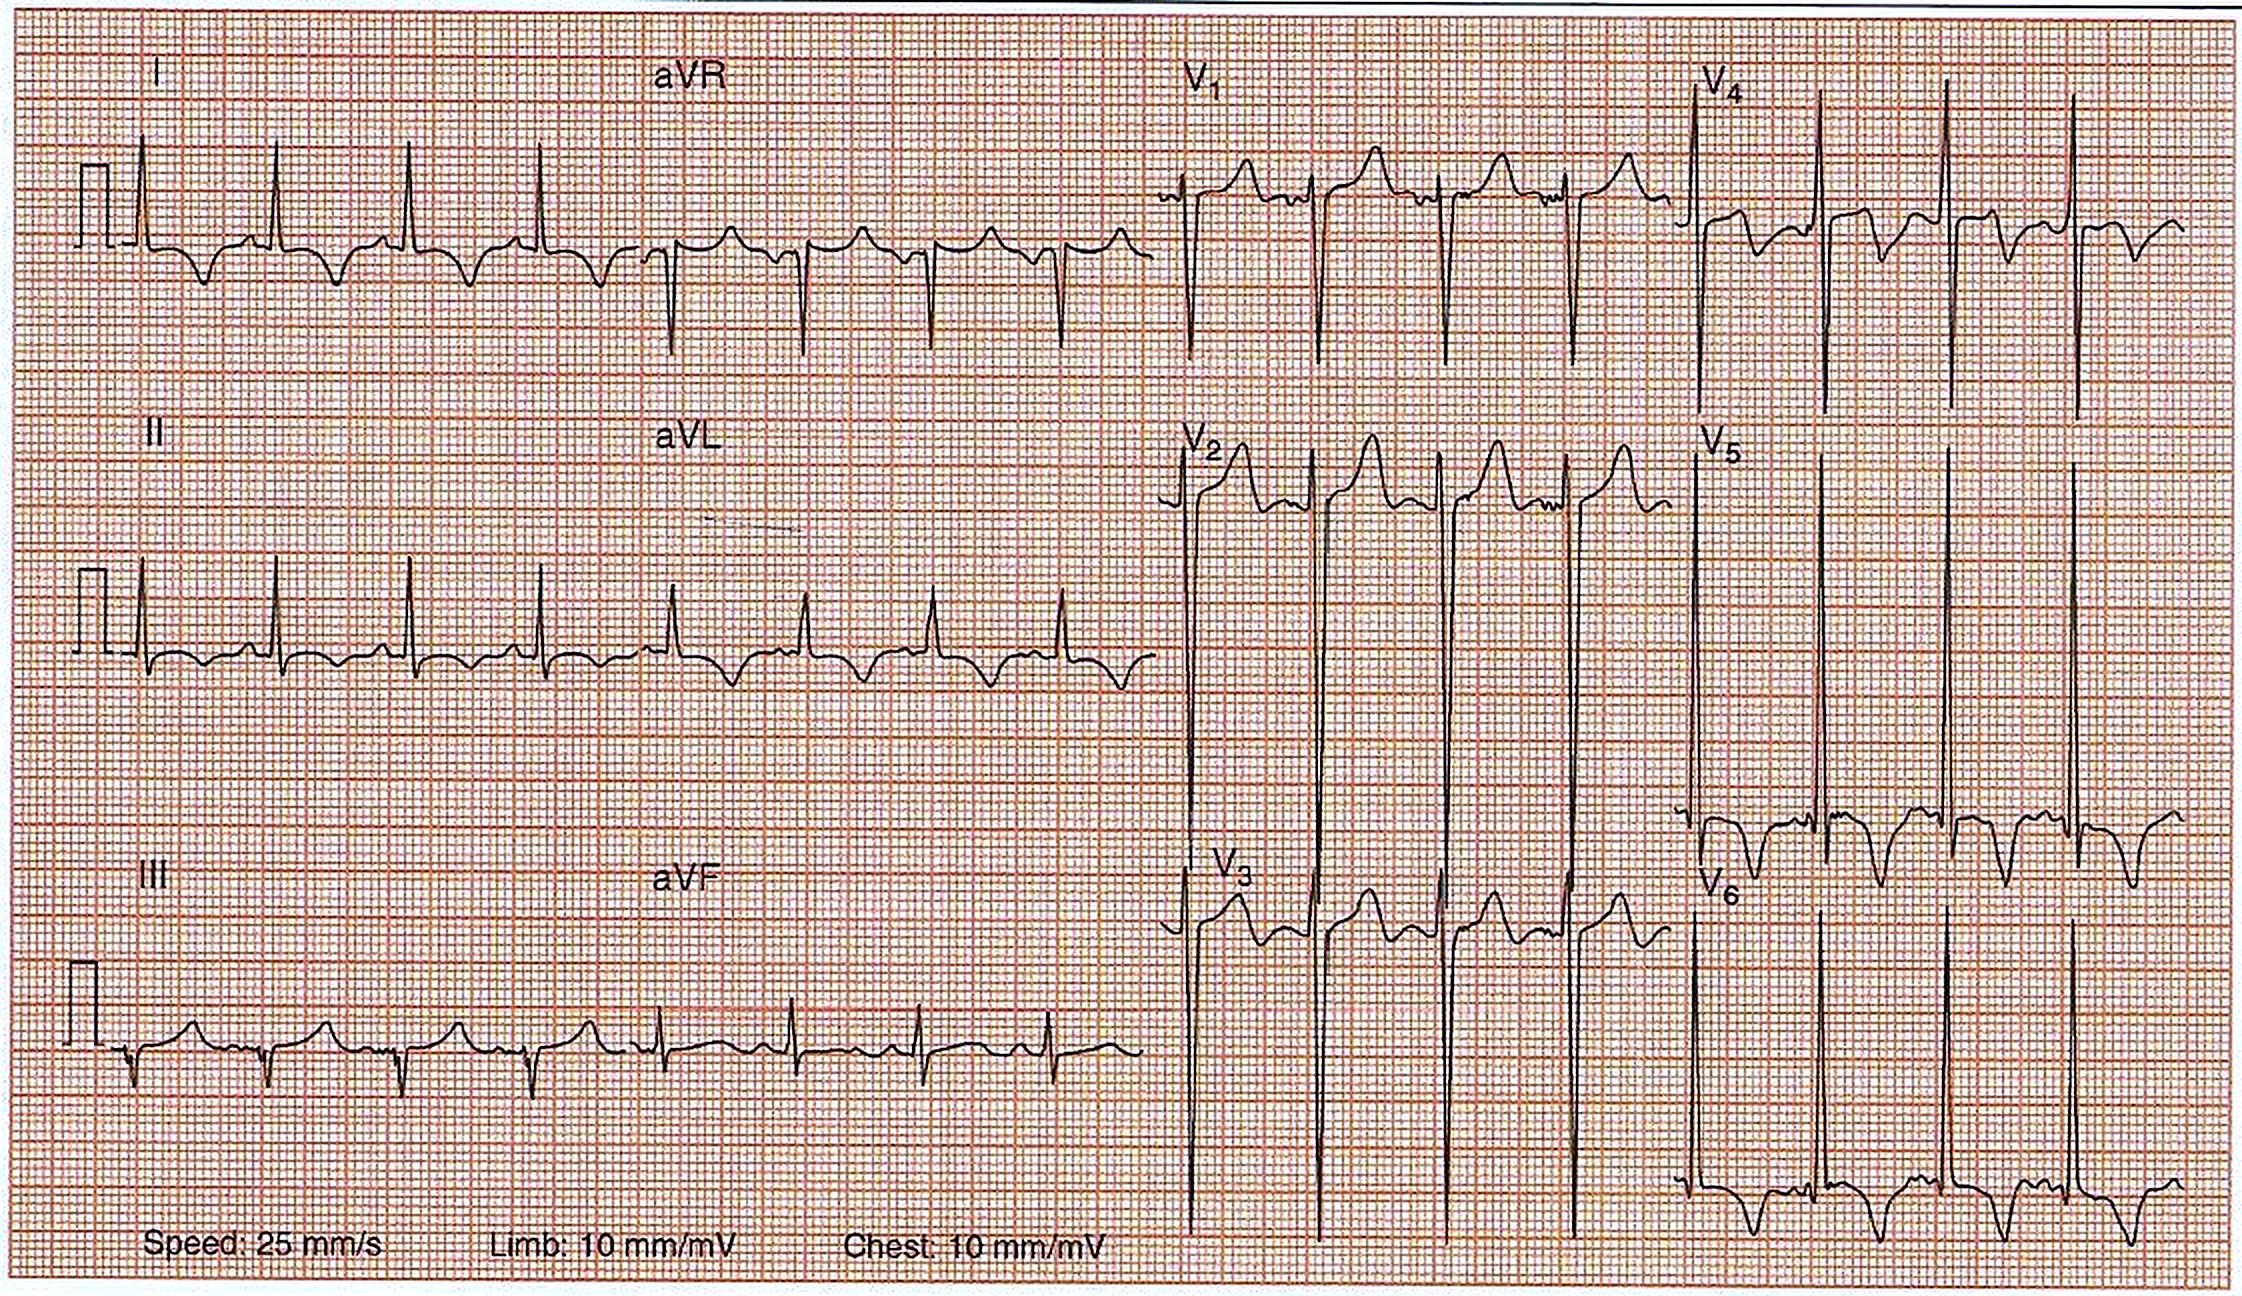 I aVR V1 V4
II aVL V2 V5
III aVF V3 V6
Speed: 25 mm/s Limb: 10 mm/mV Chest: 10 mm/mV